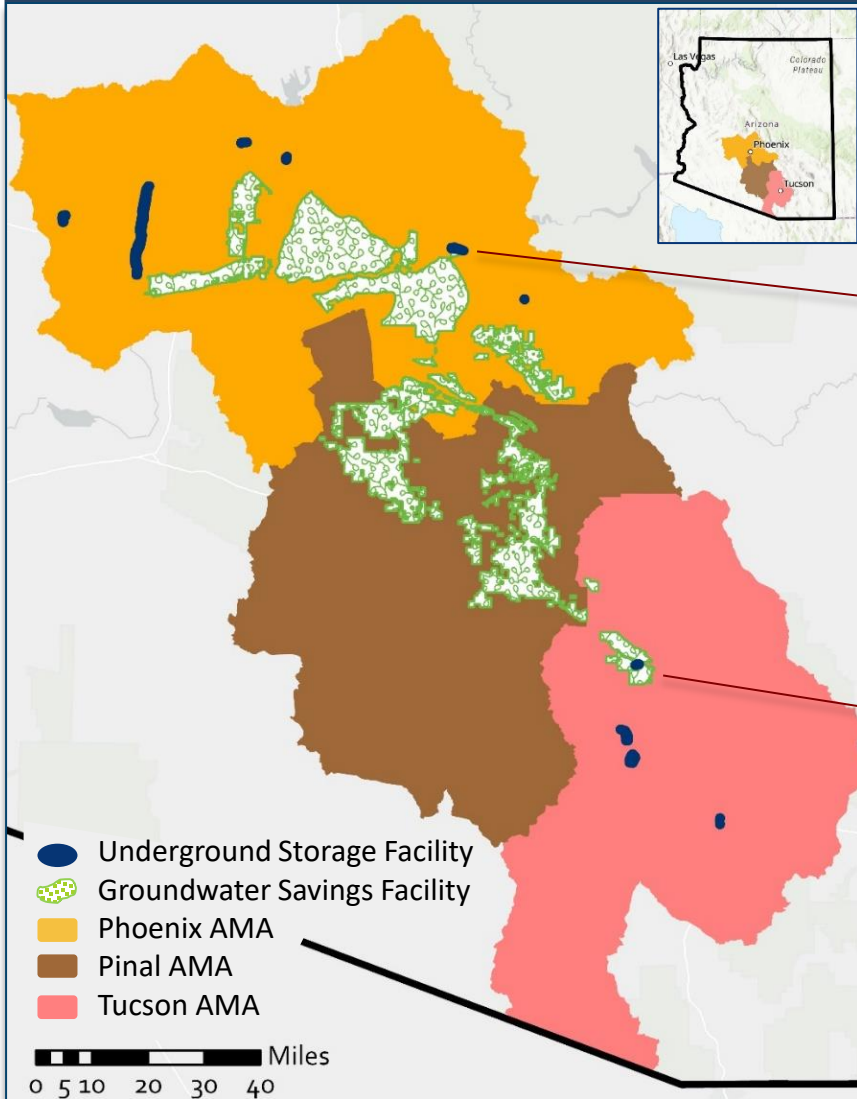 Las Vegas
Colorado
Plateau
Arizona
Phoenix
Tucson
Underground Storage Facility
Groundwater Savings Facility
Phoenix AMA
Pinal AMA
Tucson AMA
Miles
0 5 10 20 30 40